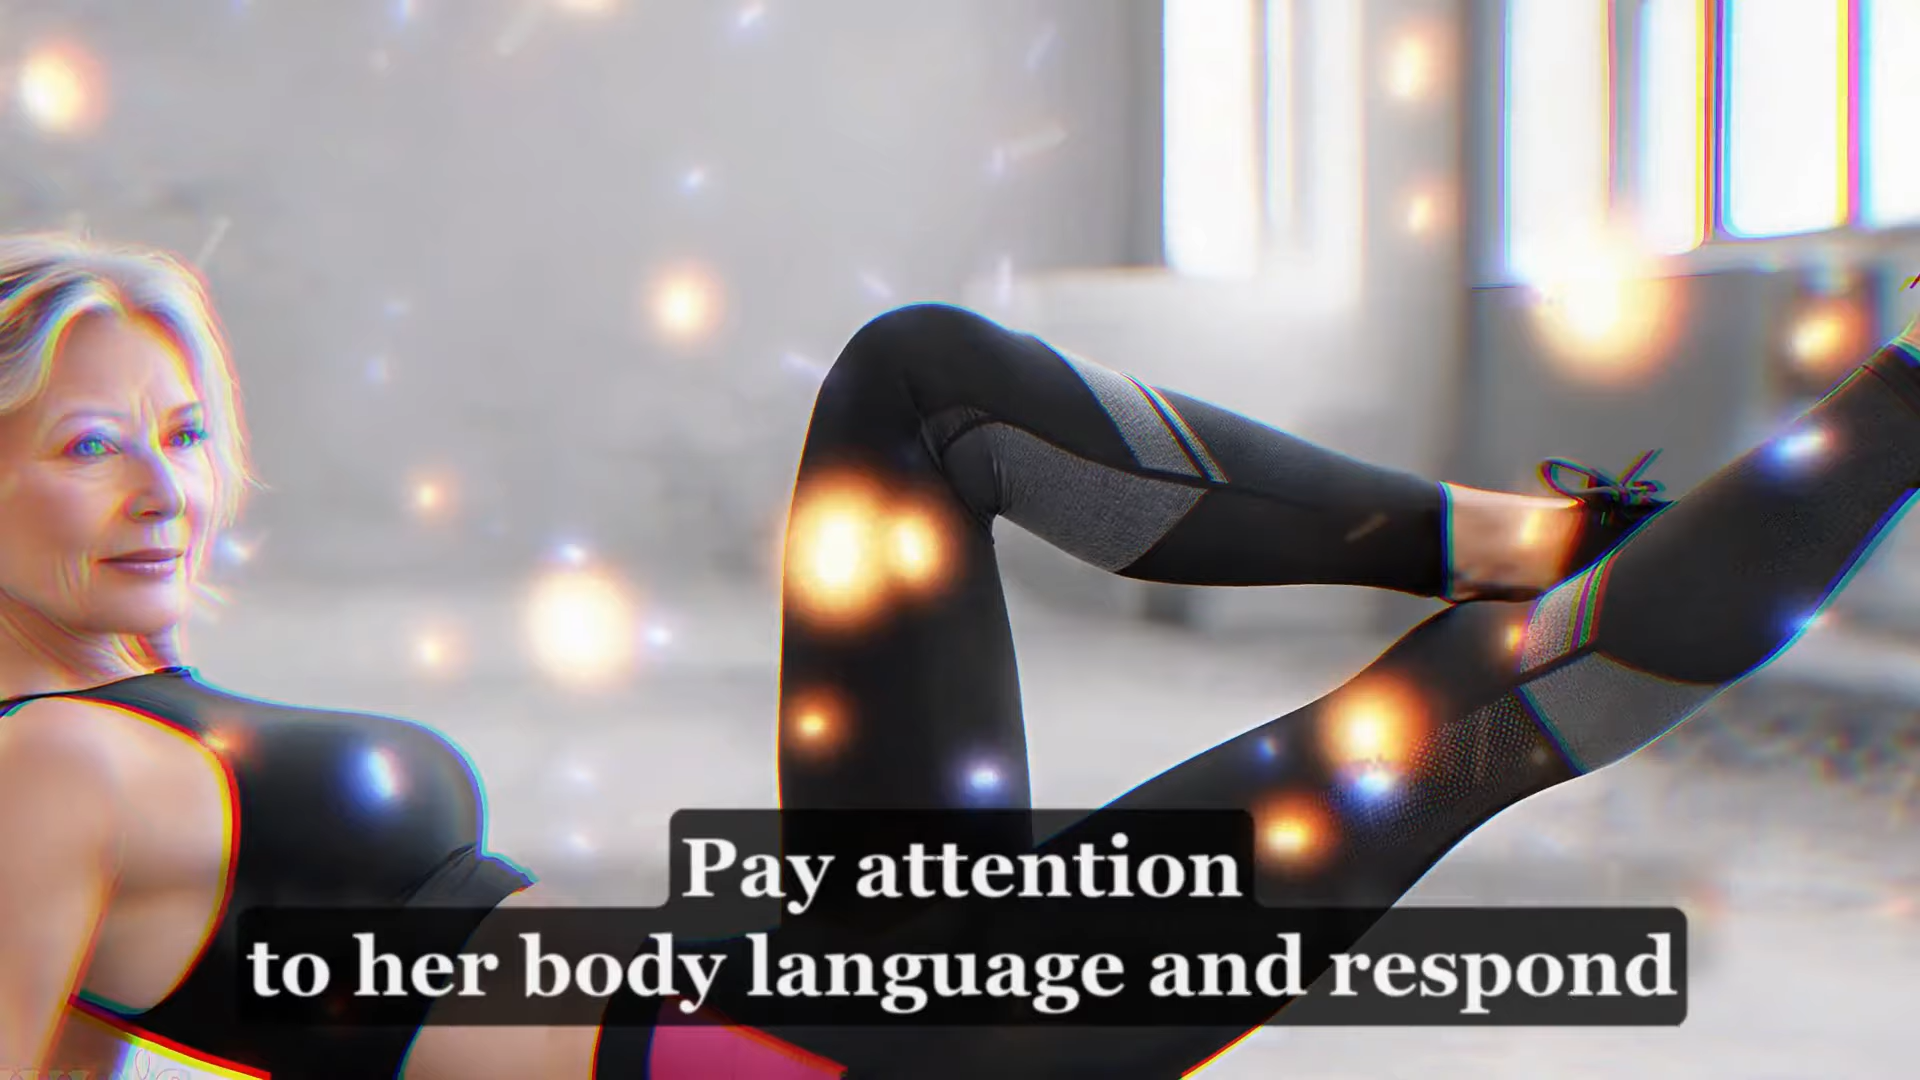 Pay attention
to her body language and respond